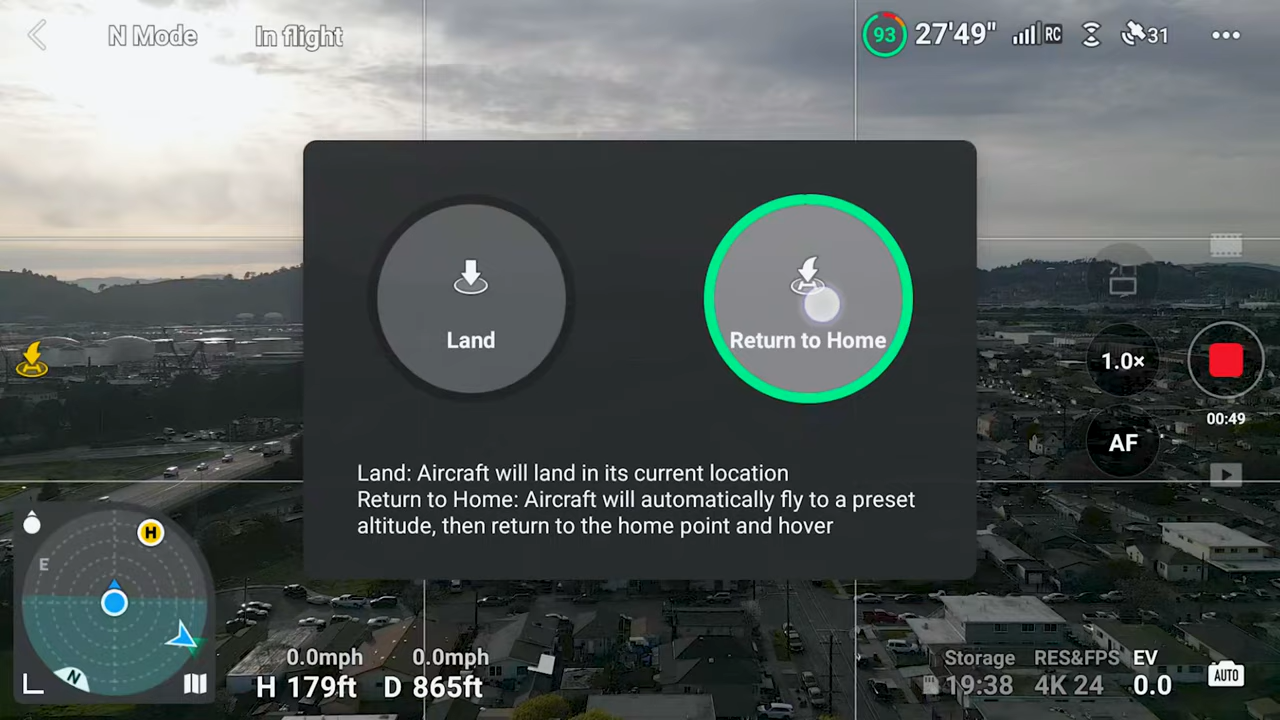 N Mode
In flight
93
27'49"
RC
31
Land
Return to Home
Land: Aircraft will land in its current location
Return to Home: Aircraft will automatically fly to a preset
altitude, then return to the home point and hover
1.0×
00:49
AF
H
E
N
0.0mph
0.0mph
H 179ft
D 865ft
Storage
RES&FPS
EV
19:38
4K 24
0.0
AUTO